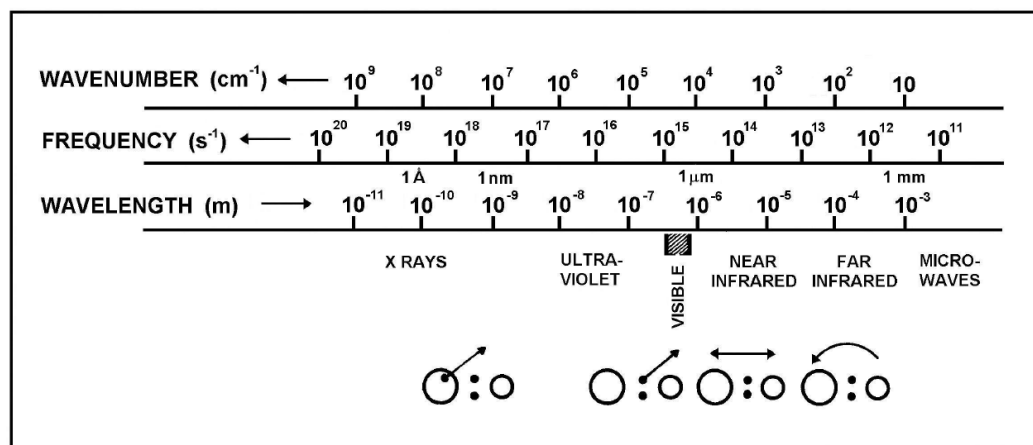 WAVENUMBER (cm⁻¹) 10⁹ 10⁸ 10⁷ 10⁶ 10⁵ 10⁴ 10³ 10² 10
FREQUENCY (s⁻¹) 10²⁰ 10¹⁹ 10¹⁸ 10¹⁷ 10¹⁶ 10¹⁵ 10¹⁴ 10¹³ 10¹² 10¹¹
1 Å 1 nm 1 μm 1 mm
WAVELENGTH (m) 10⁻¹¹ 10⁻¹⁰ 10⁻⁹ 10⁻⁸ 10⁻⁷ 10⁻⁶ 10⁻⁵ 10⁻⁴ 10⁻³
X RAYS
ULTRA-
VIOLET
VISIBLE
NEAR
INFRARED
FAR
INFRARED
MICRO-
WAVES